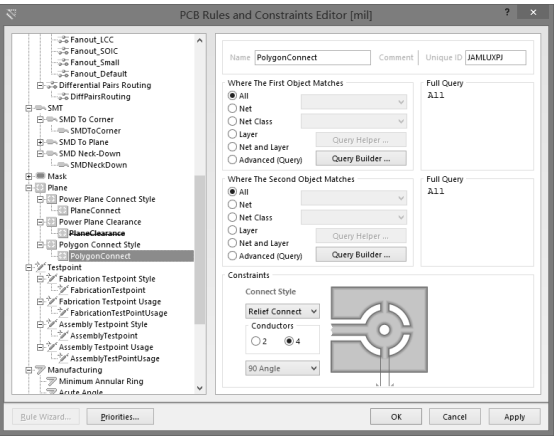 PCB Rules and Constraints Editor [mil]
?
x
Fanout_LCC
Fanout_SOIC
Fanout_Small
Fanout_Default
Differential Pairs Routing
DiffPairsRouting
SMT
SMD To Corner
SMDToCorner
SMD To Plane
SMD Neck-Down
SMDNeckDown
Mask
Plane
Power Plane Connect Style
PlaneConnect
Power Plane Clearance
PlaneClearance
Polygon Connect Style
PolygonConnect
Testpoint
Fabrication Testpoint Style
FabricationTestpoint
Fabrication Testpoint Usage
FabricationTestPointUsage
Assembly Testpoint Style
AssemblyTestpoint
Assembly Testpoint Usage
AssemblyTestPointUsage
Manufacturing
Minimum Annular Ring
Acute Angle
Name PolygonConnect Comment Unique ID JAMLUXPJ
Where The First Object Matches
All
Net
Net Class
Layer
Net and Layer
Advanced (Query)
Query Helper ...
Query Builder ...
Full Query
All
Where The Second Object Matches
All
Net
Net Class
Layer
Net and Layer
Advanced (Query)
Query Helper ...
Query Builder ...
Full Query
All
Constraints
Connect Style
Relief Connect
Conductors
2 4
90 Angle
Rule Wizard... Priorities... OK Cancel Apply